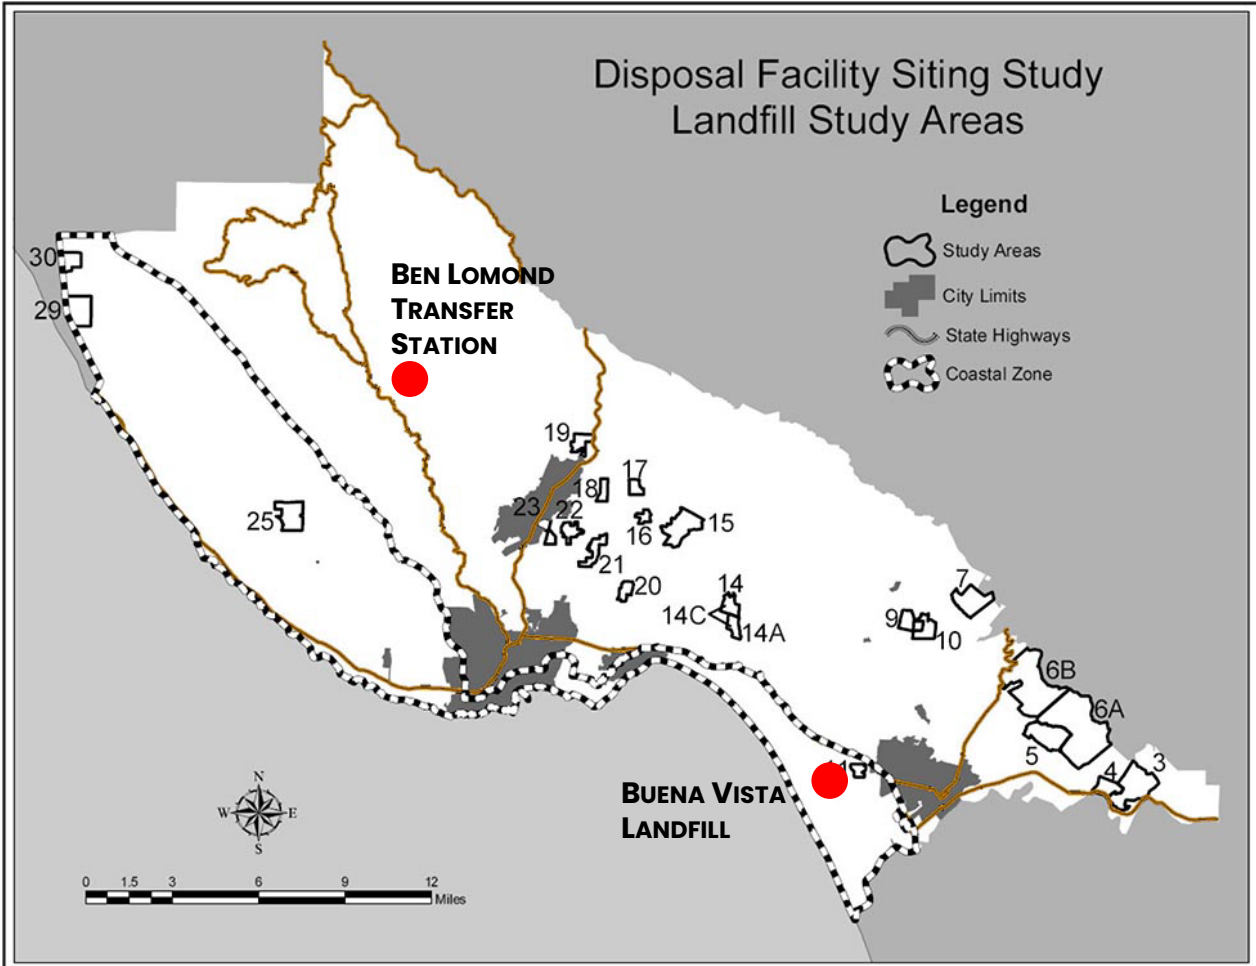 Disposal Facility Siting Study
Landfill Study Areas
Legend
Study Areas
City Limits
State Highways
Coastal Zone
BEN LOMOND
TRANSFER
STATION
30
29
25
19
17
18
23
22
16
15
21
20
14
14C
14A
7
9
10
6B
6A
5
4
3
BUENA VISTA
LANDFILL
N
W
E
S
0 1.5 3 6 9 12
Miles